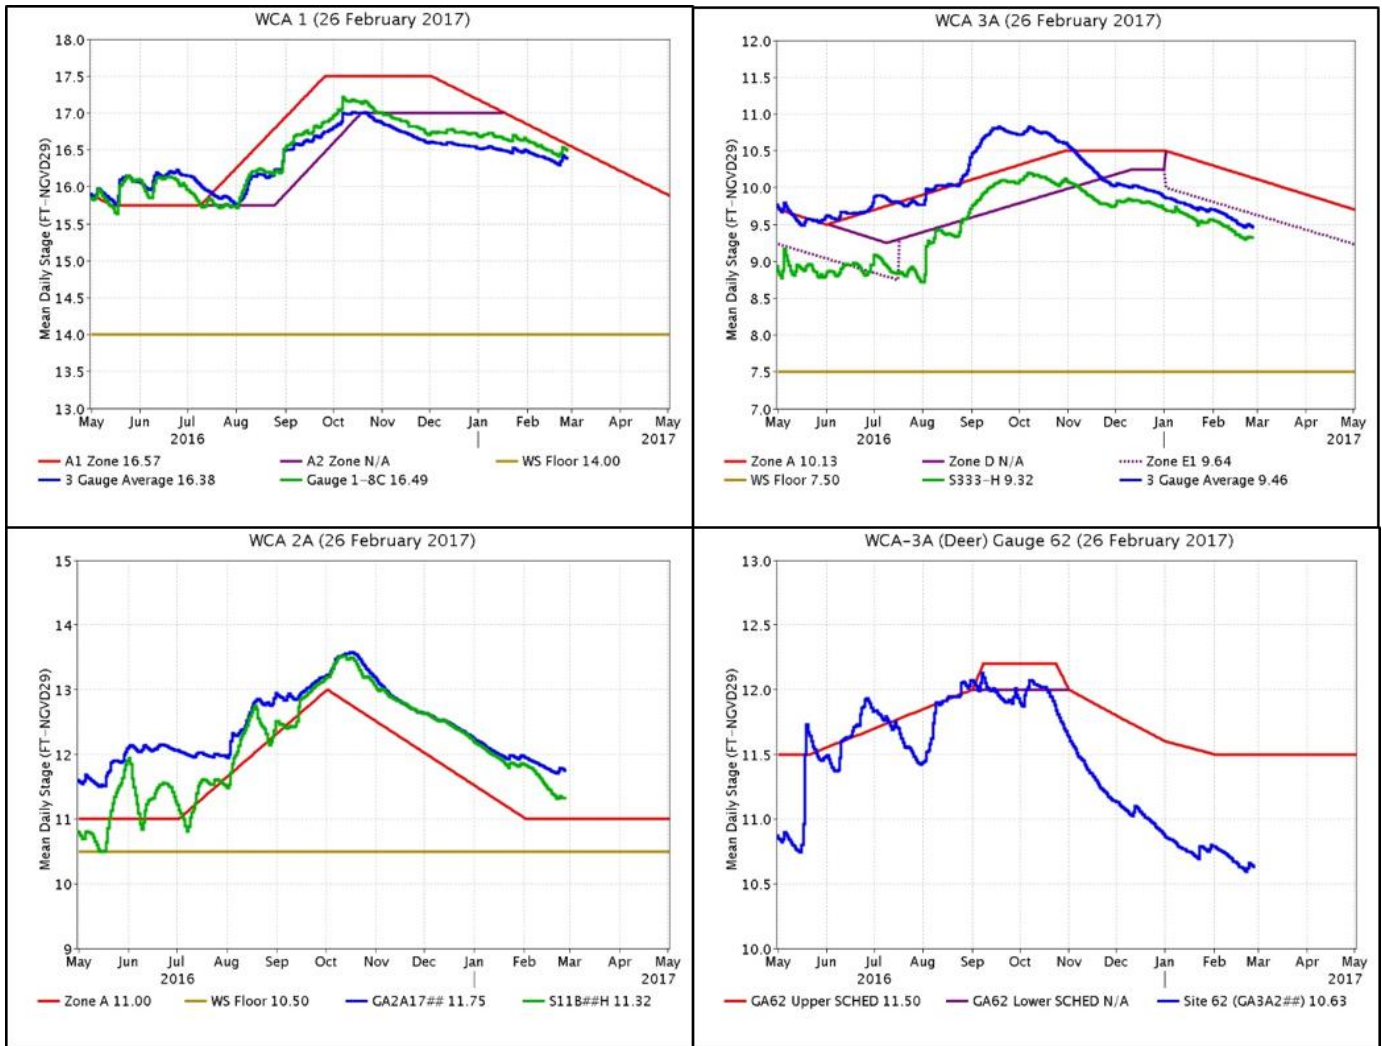 WCA 1 (26 February 2017)
Mean Daily Stage (FT-NGVD29)
18.0
17.5
17.0
16.5
16.0
15.5
15.0
14.5
14.0
13.5
13.0
May Jun Jul Aug Sep Oct Nov Dec Jan Feb Mar Apr May
2016 | 2017
A1 Zone 16.57 A2 Zone N/A WS Floor 14.00
3 Gauge Average 16.38 Gauge 1-8C 16.49
WCA 3A (26 February 2017)
Mean Daily Stage (FT-NGVD29)
12.0
11.5
11.0
10.5
10.0
9.5
9.0
8.5
8.0
7.5
7.0
May Jun Jul Aug Sep Oct Nov Dec Jan Feb Mar Apr May
2016 | 2017
Zone A 10.13 Zone D N/A Zone E1 9.64
WS Floor 7.50 S333-H 9.32 3 Gauge Average 9.46
WCA 2A (26 February 2017)
Mean Daily Stage (FT-NGVD29)
15
14
13
12
11
10
9
May Jun Jul Aug Sep Oct Nov Dec Jan Feb Mar Apr May
2016 | 2017
Zone A 11.00 WS Floor 10.50 GA2A17## 11.75 S11B##H 11.32
WCA-3A (Deer) Gauge 62 (26 February 2017)
Mean Daily Stage (FT-NGVD29)
13.0
12.5
12.0
11.5
11.0
10.5
10.0
May Jun Jul Aug Sep Oct Nov Dec Jan Feb Mar Apr May
2016 | 2017
GA62 Upper SCHED 11.50 GA62 Lower SCHED N/A Site 62 (GA3A2##) 10.63